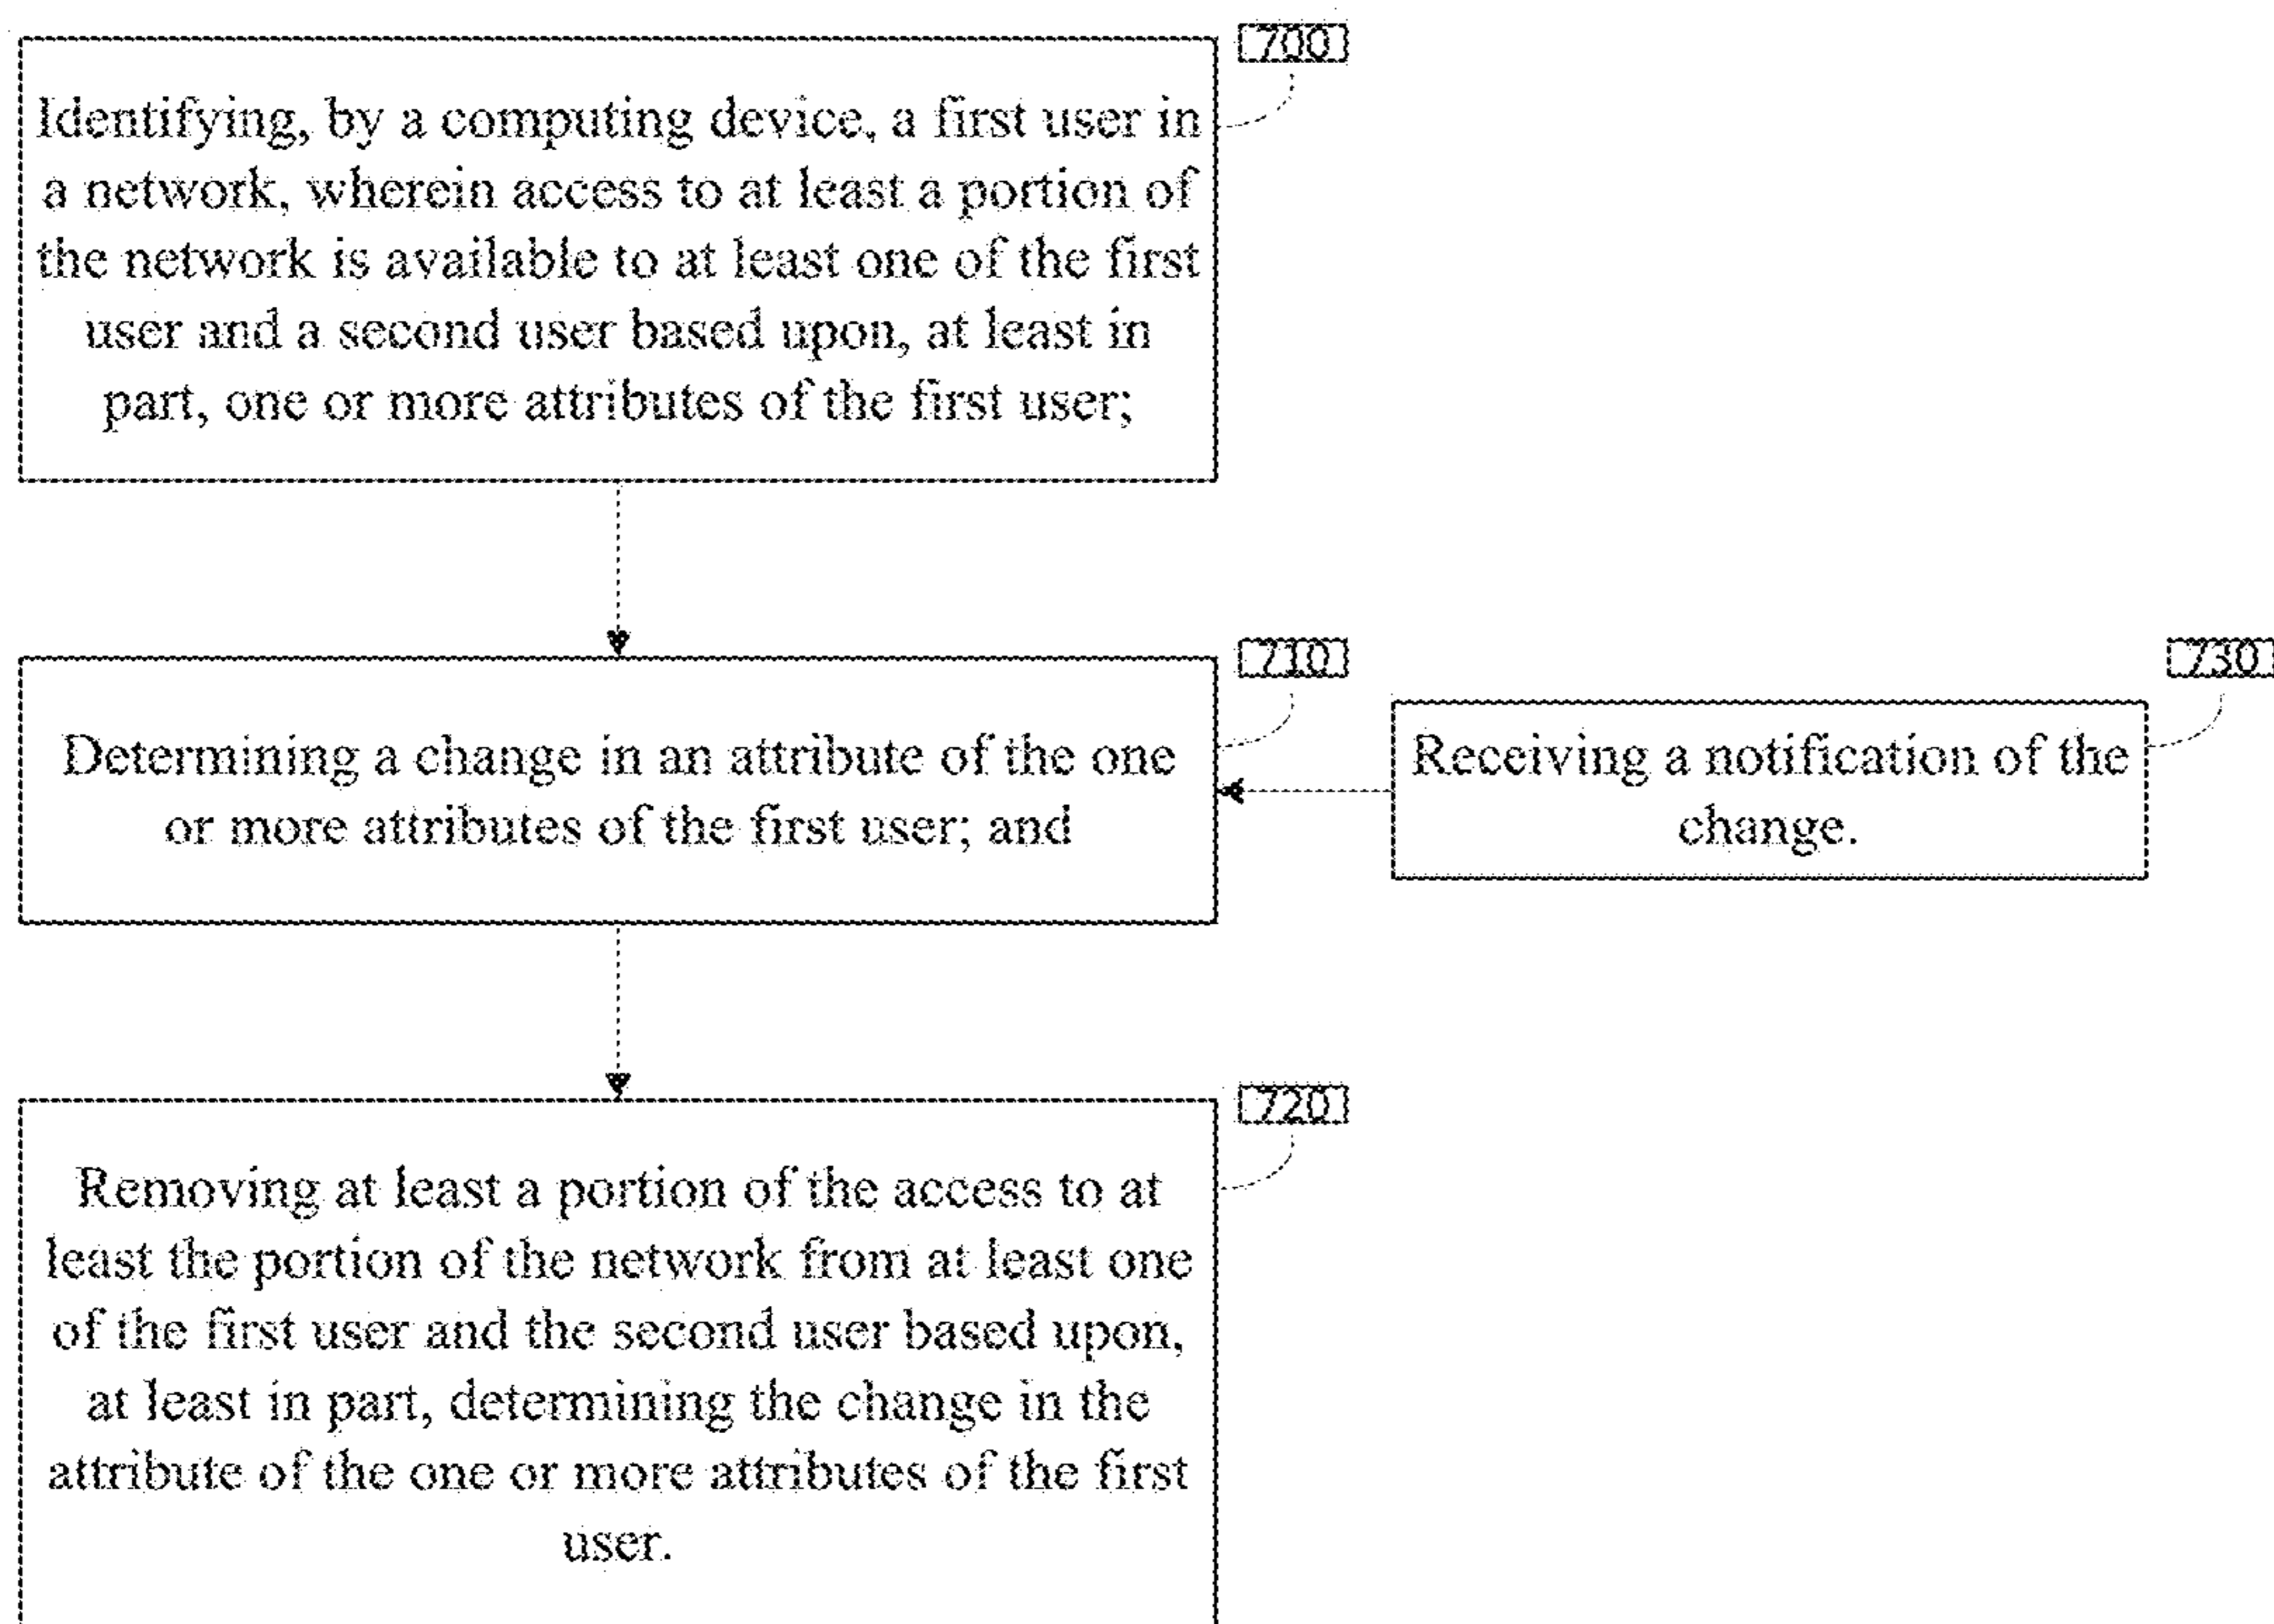 700
Identifying, by a computing device, a first user in
a network, wherein access to at least a portion of
the network is available to at least one of the first
user and a second user based upon, at least in
part, one or more attributes of the first user;
710
730
Determining a change in an attribute of the one
or more attributes of the first user; and
Receiving a notification of the
change.
720
Removing at least a portion of the access to at
least the portion of the network from at least one
of the first user and the second user based upon,
at least in part, determining the change in the
attribute of the one or more attributes of the first
user.